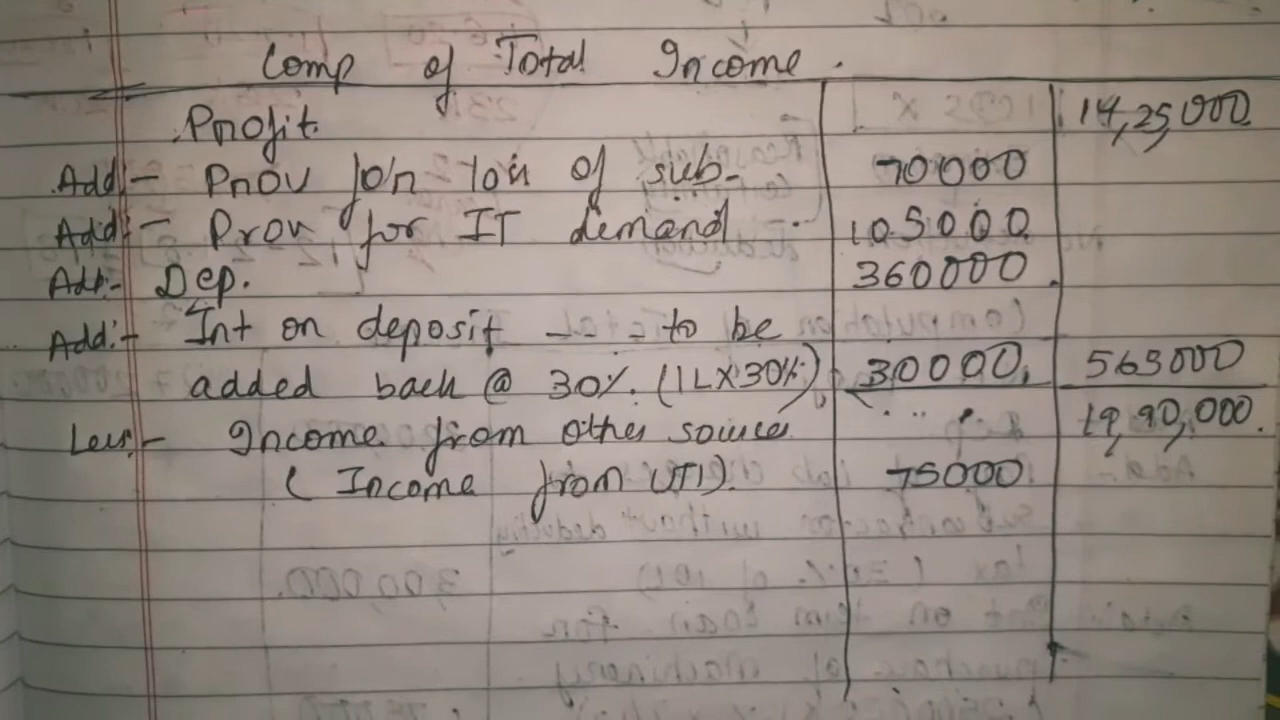 Comp of Total Income.
Profit. 14,25,000
Add:- Prov for loss of sub- 70000
Add:- Prov for IT demand 105000
Add:- Dep. 360000
Add:- Int on deposit - - to be
added back @ 30%. (1L X 30%) 30000, 565000
19,90,000.
Less:- Income from other source
( Income from UTI). 75000